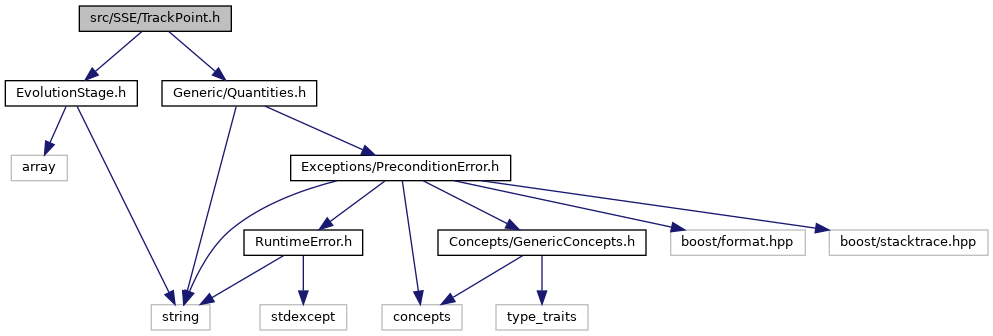 src/SSE/TrackPoint.h
EvolutionStage.h
Generic/Quantities.h
array
Exceptions/PreconditionError.h
RuntimeError.h
Concepts/GenericConcepts.h
boost/format.hpp
boost/stacktrace.hpp
string
stdexcept
concepts
type_traits